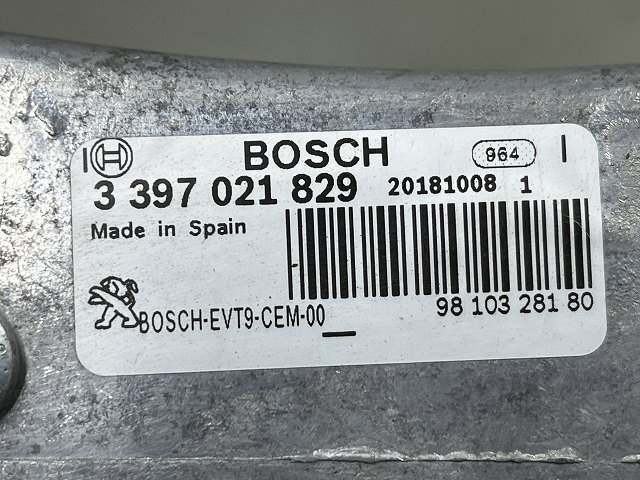 BOSCH 964
3 397 021 829 20181008 1
Made in Spain
BOSCH-EVT9-CEM-00
98 103 281 80